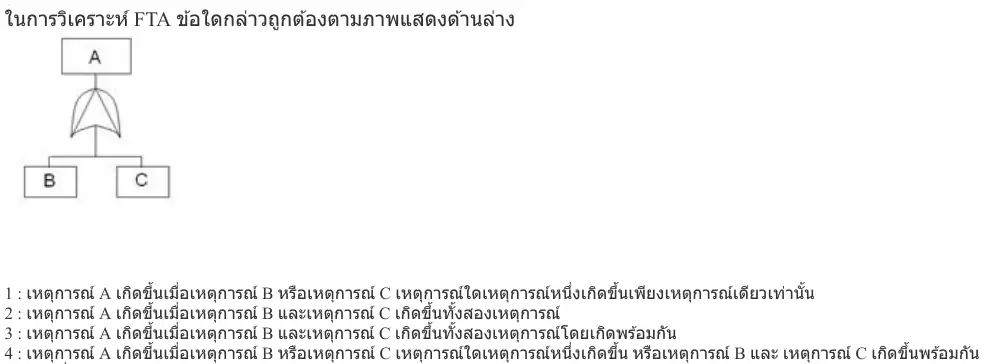 ในการวิเคราะห์ FTA ข้อใดกล่าวถูกต้องตามภาพแสดงด้านล่าง
A
B C
1 : เหตุการณ์ A เกิดขึ้นเมื่อเหตุการณ์ B หรือเหตุการณ์ C เหตุการณ์ใดเหตุการณ์หนึ่งเกิดขึ้นเพียงเหตุการณ์เดียวเท่านั้น
2 : เหตุการณ์ A เกิดขึ้นเมื่อเหตุการณ์ B และเหตุการณ์ C เกิดขึ้นทั้งสองเหตุการณ์
3 : เหตุการณ์ A เกิดขึ้นเมื่อเหตุการณ์ B และเหตุการณ์ C เกิดขึ้นทั้งสองเหตุการณ์โดยเกิดพร้อมกัน
4 : เหตุการณ์ A เกิดขึ้นเมื่อเหตุการณ์ B หรือเหตุการณ์ C เหตุการณ์ใดเหตุการณ์หนึ่งเกิดขึ้น หรือเหตุการณ์ B และ เหตุการณ์ C เกิดขึ้นพร้อมกัน